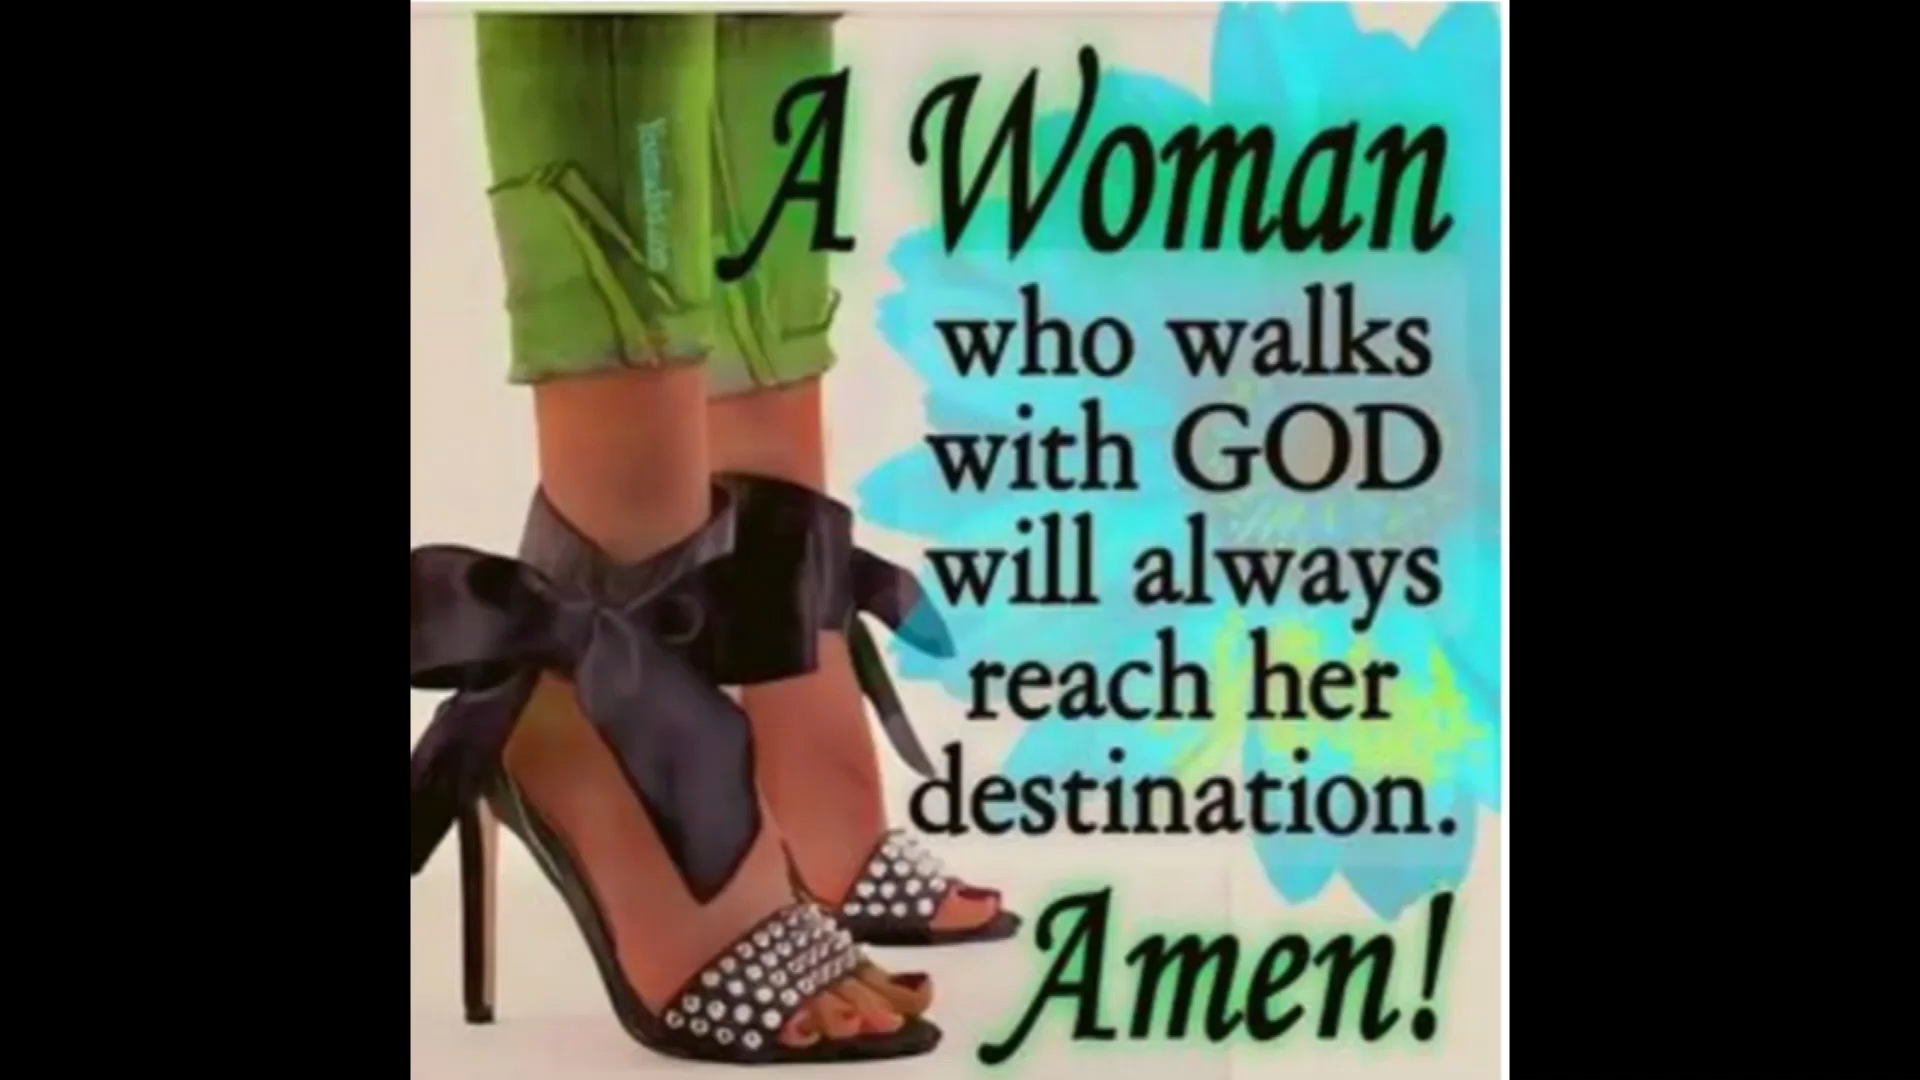 A Woman
who walks
with GOD
will always
reach her
destination.
Amen!